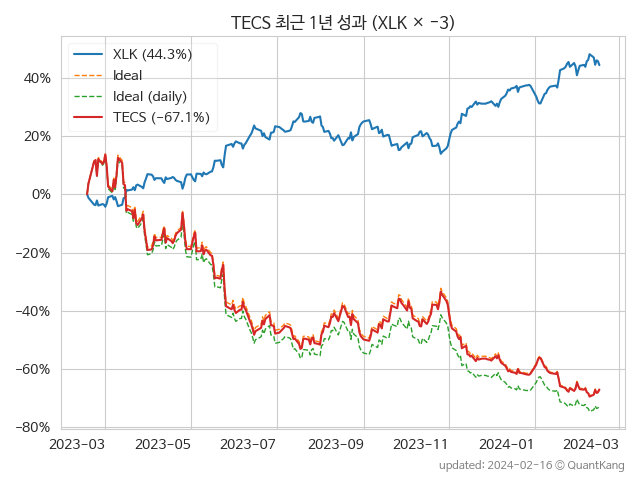 TECS 최근 1년 성과 (XLK × −3)
XLK (44.3%)
Ideal
Ideal (daily)
TECS (−67.1%)
40%
20%
0%
−20%
−40%
−60%
−80%
2023-03 2023-05 2023-07 2023-09 2023-11 2024-01 2024-03
updated: 2024-02-16 © QuantKang